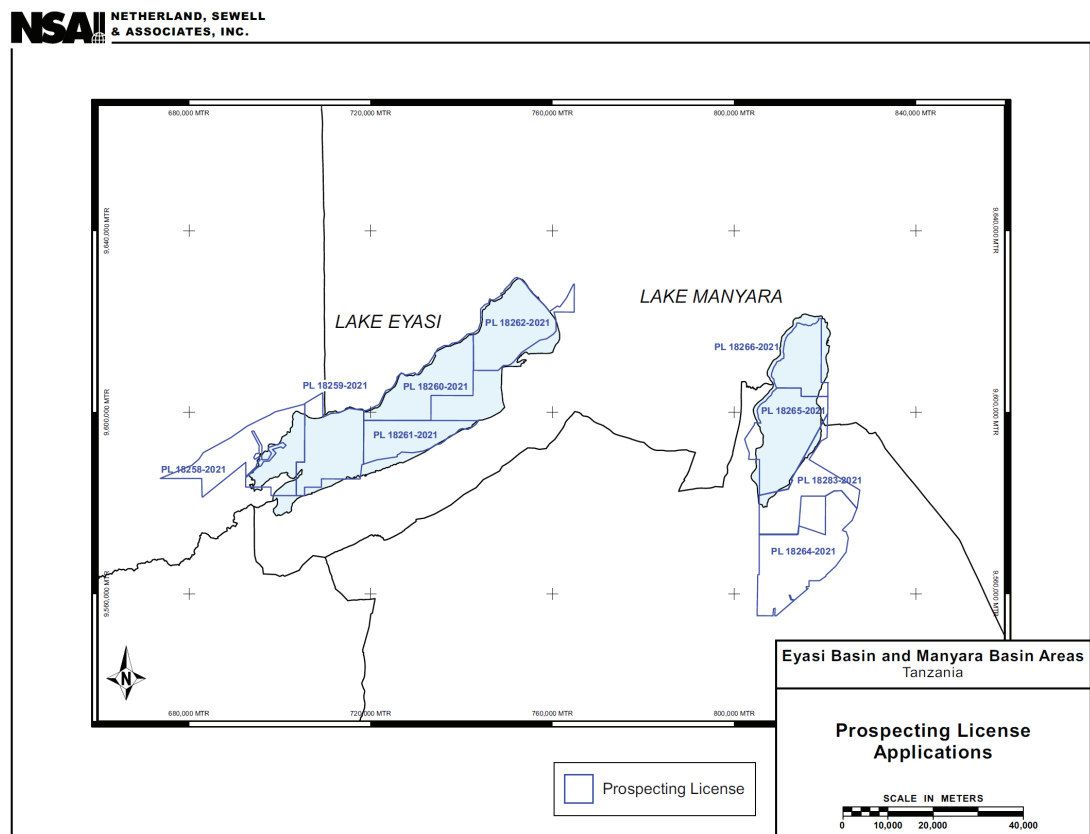 NSAI NETHERLAND, SEWELL
& ASSOCIATES, INC.
680,000 MTR
720,000 MTR
760,000 MTR
800,000 MTR
840,000 MTR
9,640,000 MTR
9,640,000 MTR
LAKE EYASI
LAKE MANYARA
PL 18262-2021
PL 18266-2021
PL 18259-2021
PL 18260-2021
9,600,000 MTR
9,600,000 MTR
PL 18265-2021
PL 18261-2021
PL 18258-2021
PL 18283-2021
PL 18264-2021
9,560,000 MTR
9,560,000 MTR
N
680,000 MTR
720,000 MTR
760,000 MTR
800,000 MTR
Eyasi Basin and Manyara Basin Areas
Tanzania
Prospecting License
Applications
Prospecting License
SCALE IN METERS
0 10,000 20,000 40,000